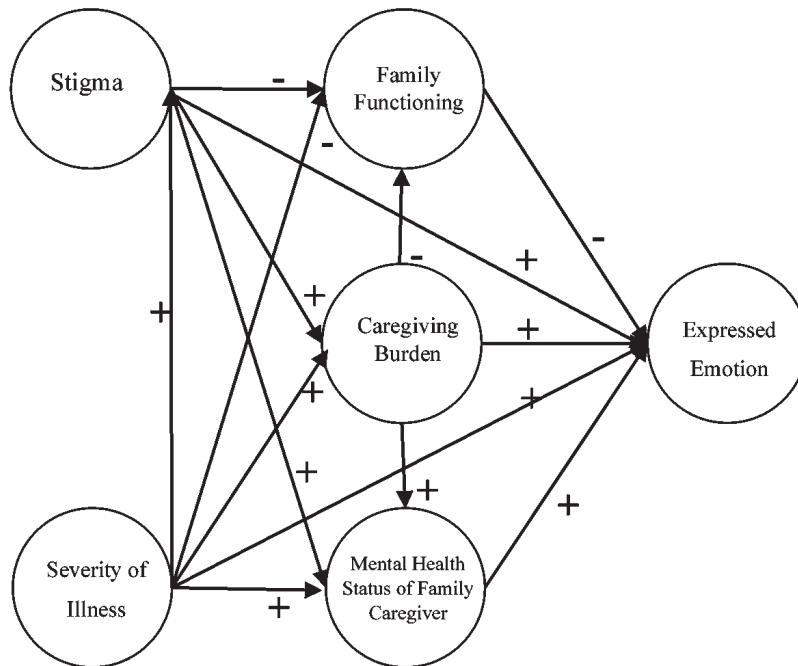 Stigma
-
Family
Functioning
-
+
-
-
+
+
Caregiving
Burden
+
Expressed
Emotion
+
+
+
+
Severity of
Illness
+
Mental Health
Status of Family
Caregiver
+